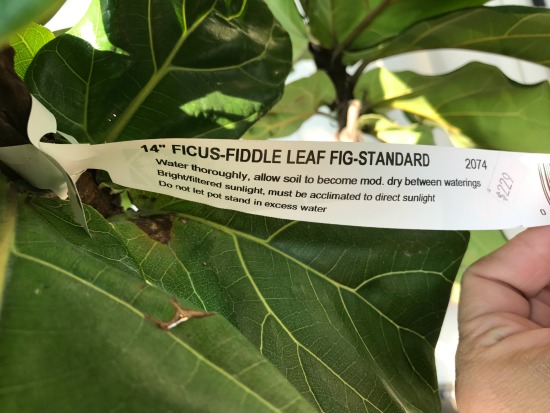 14" FICUS-FIDDLE LEAF FIG-STANDARD 2074
Water thoroughly, allow soil to become mod. dry between waterings
Bright/filtered sunlight, must be acclimated to direct sunlight
Do not let pot stand in excess water
$229
0